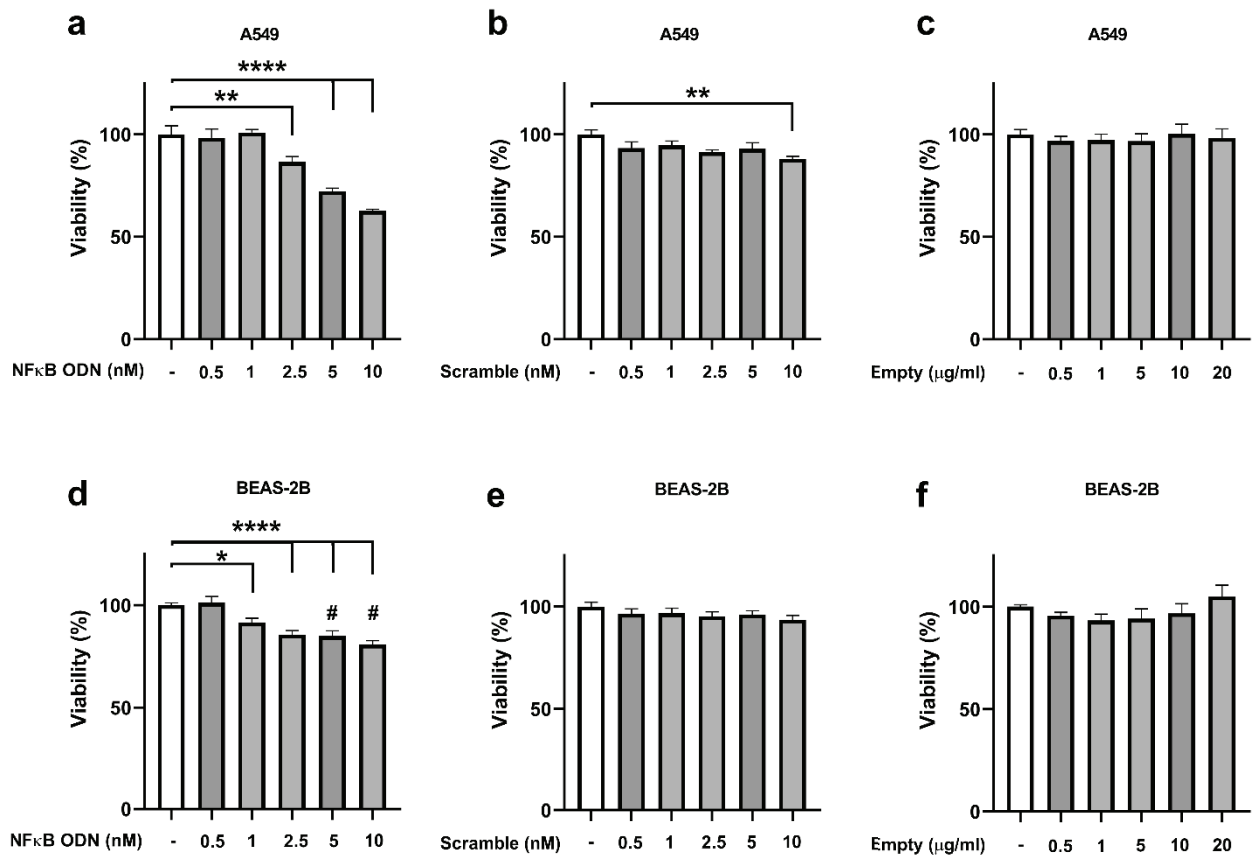 a
A549
****
**
100
50
0
Viability (%)
NFκB ODN (nM) - 0.5 1 2.5 5 10
b
A549
**
100
50
0
Viability (%)
Scramble (nM) - 0.5 1 2.5 5 10
c
A549
100
50
0
Viability (%)
Empty (μg/ml) - 0.5 1 5 10 20
d
BEAS-2B
****
*
# #
100
50
0
Viability (%)
NFκB ODN (nM) - 0.5 1 2.5 5 10
e
BEAS-2B
100
50
0
Viability (%)
Scramble (nM) - 0.5 1 2.5 5 10
f
BEAS-2B
100
50
0
Viability (%)
Empty (μg/ml) - 0.5 1 5 10 20